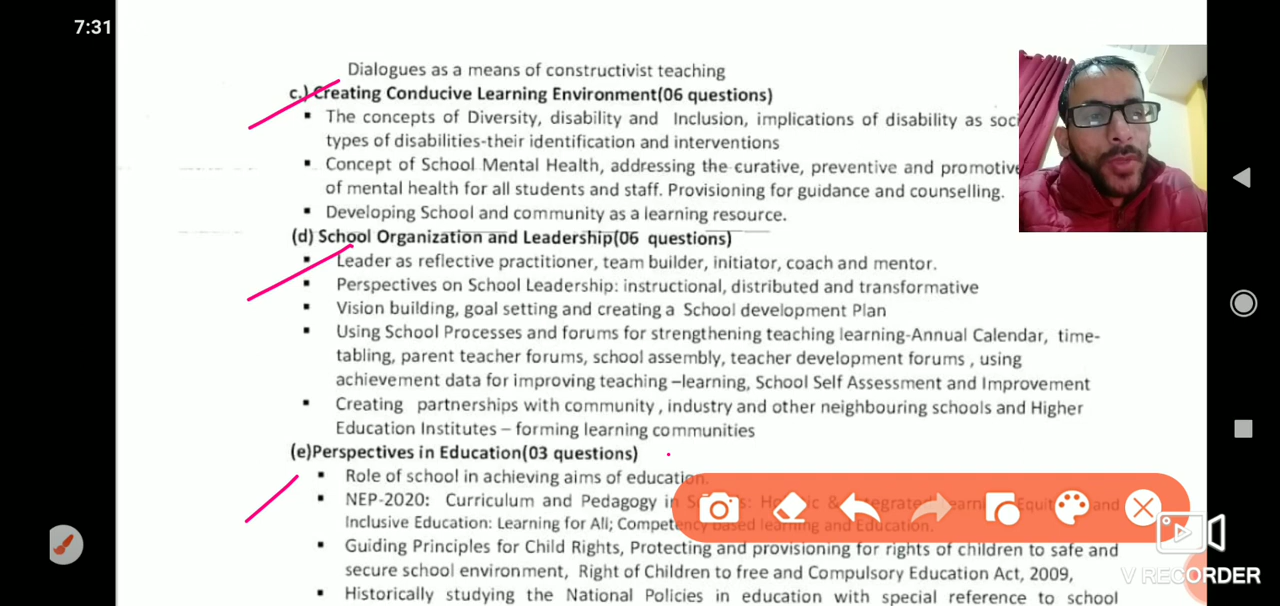 7:31
Dialogues as a means of constructivist teaching
c.) Creating Conducive Learning Environment(06 questions)
▪ The concepts of Diversity, disability and Inclusion, implications of disability as
types of disabilities-their identification and interventions
▪ Concept of School Mental Health, addressing the curative, preventive and promotive
of mental health for all students and staff. Provisioning for guidance and counselling.
▪ Developing School and community as a learning resource.
(d) School Organization and Leadership(06 questions)
▪ Leader as reflective practitioner, team builder, initiator, coach and mentor.
▪ Perspectives on School Leadership: instructional, distributed and transformative
▪ Vision building, goal setting and creating a School development Plan
▪ Using School Processes and forums for strengthening teaching learning-Annual Calendar, time-
tabling, parent teacher forums, school assembly, teacher development forums , using
achievement data for improving teaching –learning, School Self Assessment and Improvement
▪ Creating partnerships with community , industry and other neighbouring schools and Higher
Education Institutes – forming learning communities
(e)Perspectives in Education(03 questions)
▪ Role of school in achieving aims of education.
▪ NEP-2020: Curriculum and Pedagogy in and
Inclusive Education: Learning for All; Competency based learning and Education.
▪ Guiding Principles for Child Rights, Protecting and provisioning for rights of children to safe and
secure school environment, Right of Children to free and Compulsory Education Act, 2009,
▪ Historically studying the National Policies in education with special reference to school
V RECORDER